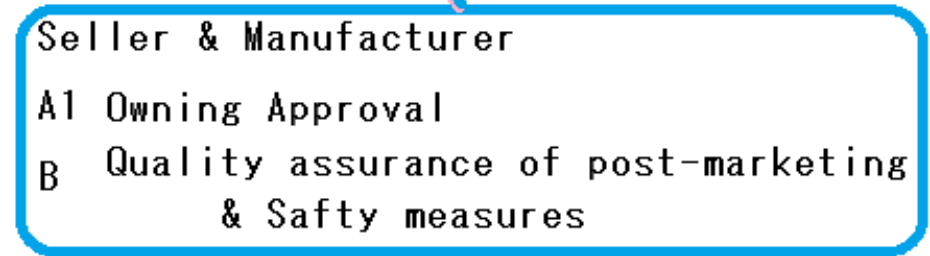 Seller & Manufacturer
A1 Owning Approval
B Quality assurance of post-marketing
& Safty measures